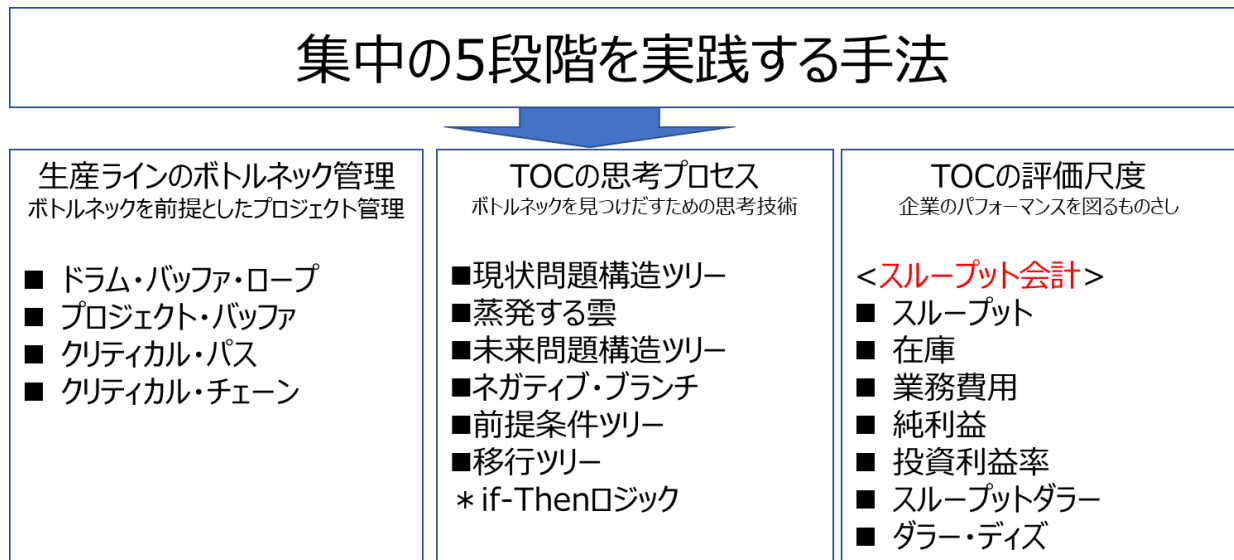 集中の5段階を実践する手法
生産ラインのボトルネック管理
ボトルネックを前提としたプロジェクト管理
■ ドラム・バッファ・ロープ
■ プロジェクト・バッファ
■ クリティカル・パス
■ クリティカル・チェーン
TOCの思考プロセス
ボトルネックを見つけだすための思考技術
■現状問題構造ツリー
■蒸発する雲
■未来問題構造ツリー
■ネガティブ・ブランチ
■前提条件ツリー
■移行ツリー
＊if-Thenロジック
TOCの評価尺度
企業のパフォーマンスを図るものさし
<スループット会計>
■ スループット
■ 在庫
■ 業務費用
■ 純利益
■ 投資利益率
■ スループットダラー
■ ダラー・ディズ